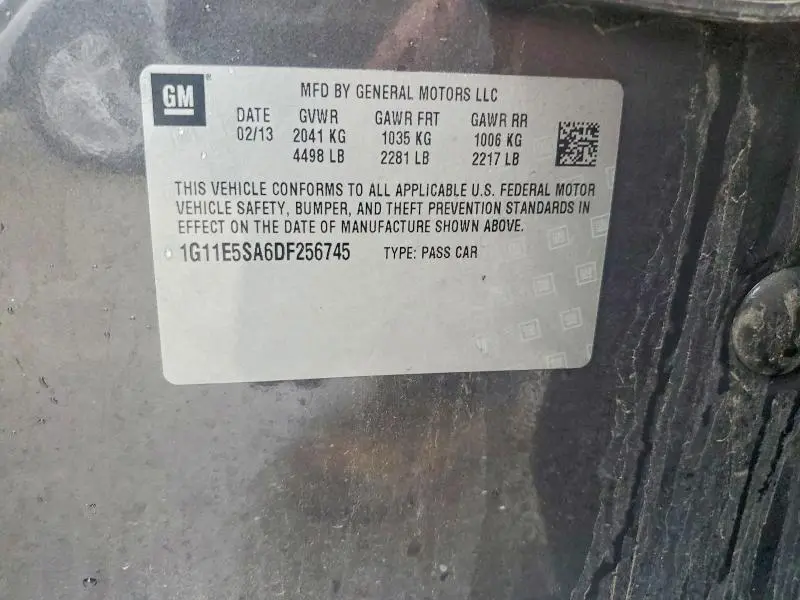 GM
MFD BY GENERAL MOTORS LLC
DATE GVWR GAWR FRT GAWR RR
02/13 2041 KG 1035 KG 1006 KG
4498 LB 2281 LB 2217 LB
THIS VEHICLE CONFORMS TO ALL APPLICABLE U.S. FEDERAL MOTOR
VEHICLE SAFETY, BUMPER, AND THEFT PREVENTION STANDARDS IN
EFFECT ON THE DATE OF MANUFACTURE SHOWN ABOVE.
1G11E5SA6DF256745 TYPE: PASS CAR